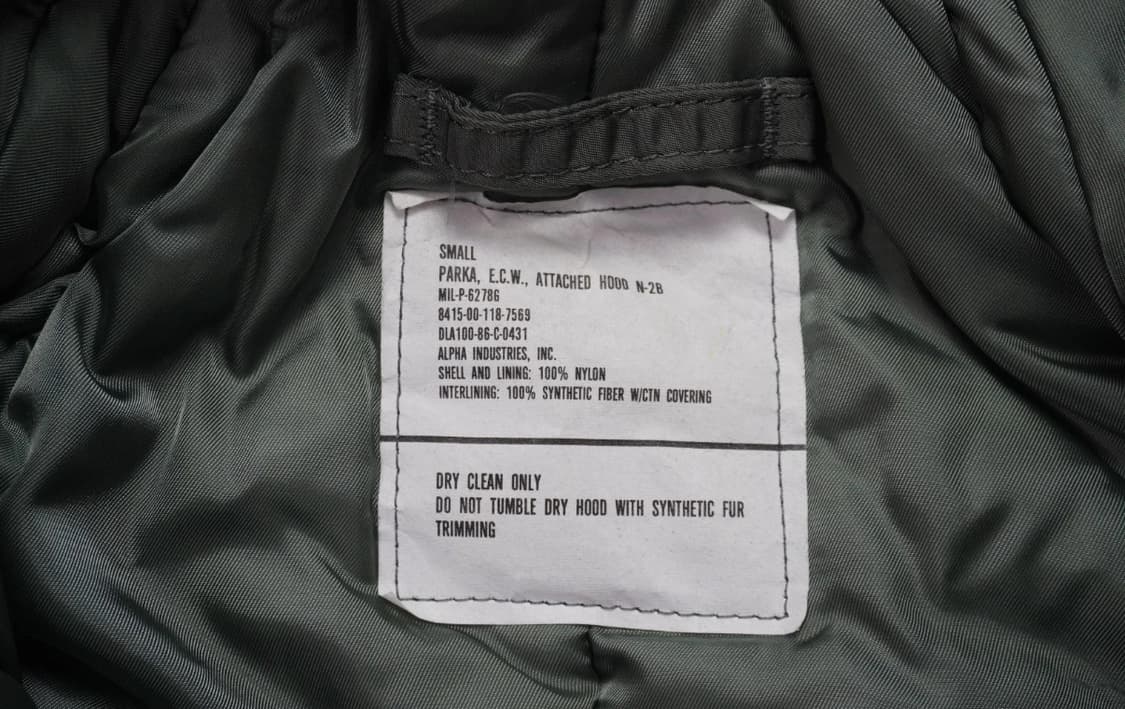 SMALL
PARKA, E.C.W., ATTACHED HOOD N-2B
MIL-P-6278G
8415-00-118-7569
DLA100-86-C-0431
ALPHA INDUSTRIES, INC.
SHELL AND LINING: 100% NYLON
INTERLINING: 100% SYNTHETIC FIBER W/CTN COVERING
DRY CLEAN ONLY
DO NOT TUMBLE DRY HOOD WITH SYNTHETIC FUR
TRIMMING